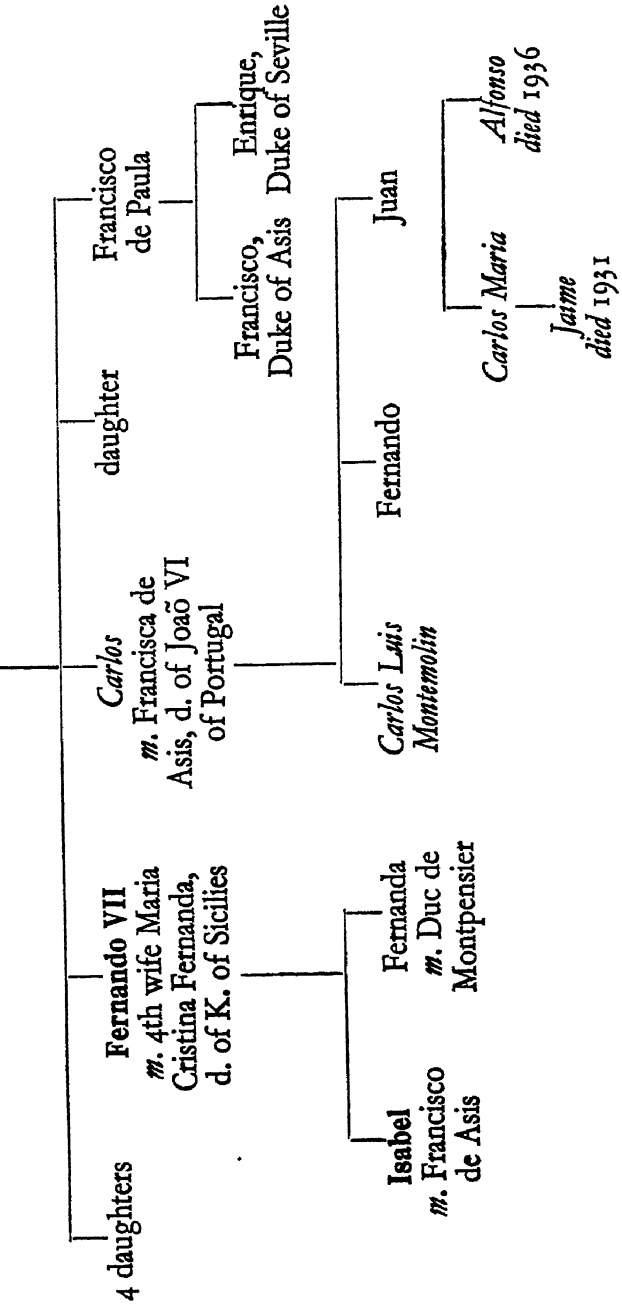 4 daughters
Fernando VII
m. 4th wife Maria
Cristina Fernanda,
d. of K. of Sicilies
Carlos
m. Francisca de
Asis, d. of Joaõ VI
of Portugal
daughter
Francisco
de Paula
Francisco,
Duke of Asis
Enrique,
Duke of Seville
Isabel
m. Francisco
de Asis
Fernanda
m. Duc de
Montpensier
Carlos Luis
Montemolin
Fernando
Juan
Carlos Maria
Alfonso
died 1936
Jaime
died 1931